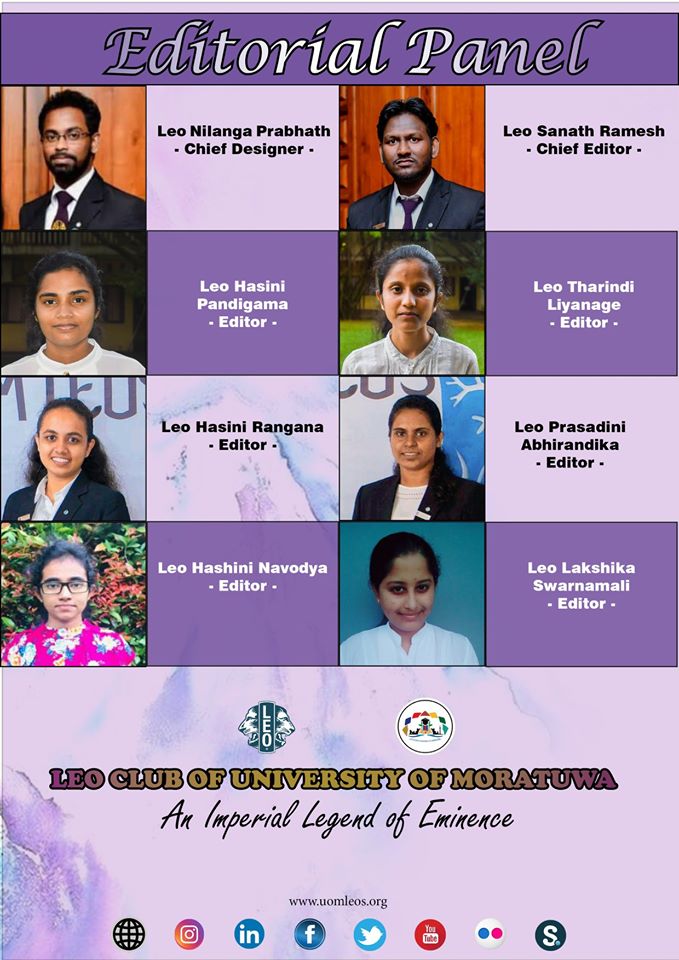 Editorial Panel
Leo Nilanga Prabhath
- Chief Designer -
Leo Sanath Ramesh
- Chief Editor -
Leo Hasini
Pandigama
- Editor -
Leo Tharindi
Liyanage
- Editor -
Leo Hasini Rangana
- Editor -
Leo Prasadini
Abhirandika
- Editor -
Leo Hashini Navodya
- Editor -
Leo Lakshika
Swarnamali
- Editor -
LEO
LEO CLUB OF UNIVERSITY OF MORATUWA
An Imperial Legend of Eminence
www.uomleos.org
in
f
You
Tube
S